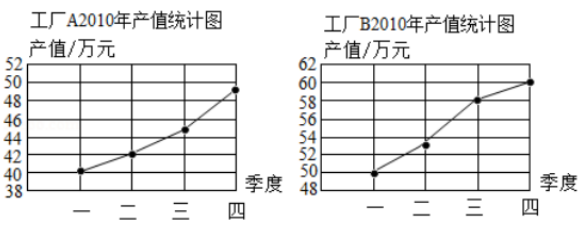 工厂A2010年产值统计图
产值/万元
52
50
48
46
44
42
40
38
一 二 三 四
季度
工厂B2010年产值统计图
产值/万元
62
60
58
56
54
52
50
48
一 二 三 四
季度